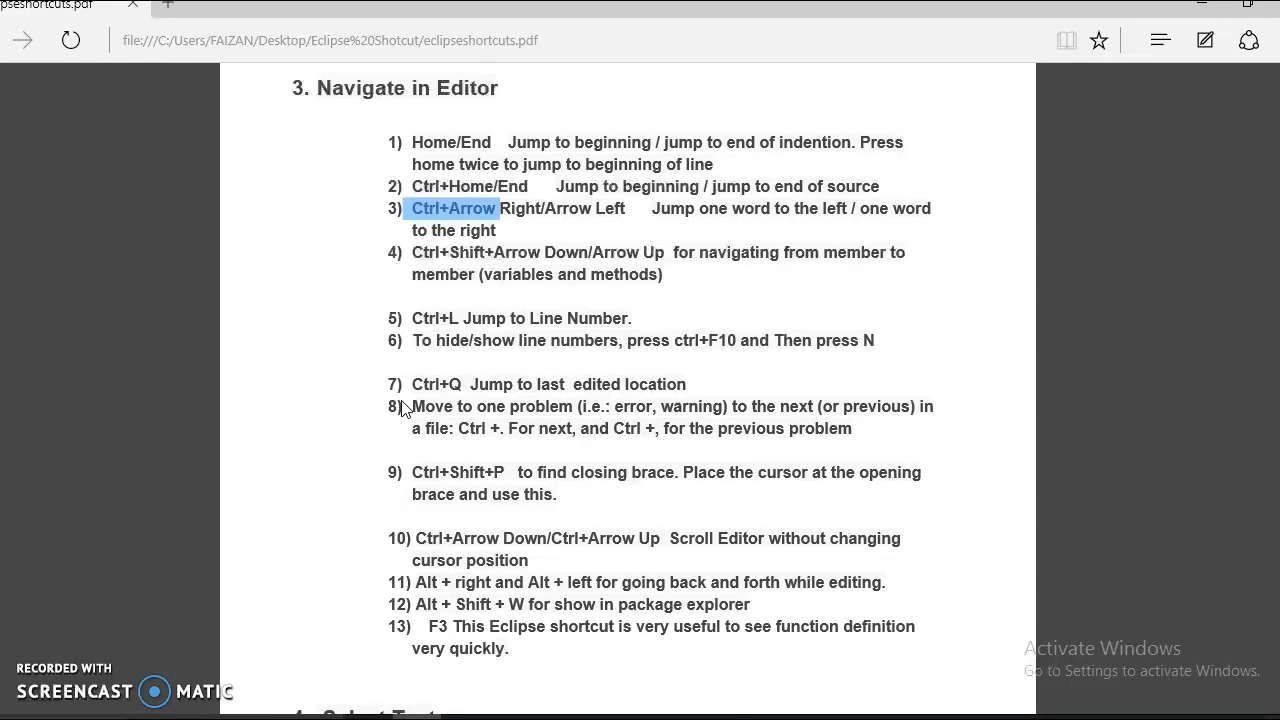 pseshortcuts.pdf
file:///C:/Users/FAIZAN/Desktop/Eclipse%20Shotcut/eclipseshortcuts.pdf
3. Navigate in Editor
1) Home/End Jump to beginning / jump to end of indention. Press
home twice to jump to beginning of line
2) Ctrl+Home/End Jump to beginning / jump to end of source
3) Ctrl+Arrow Right/Arrow Left Jump one word to the left / one word
to the right
4) Ctrl+Shift+Arrow Down/Arrow Up for navigating from member to
member (variables and methods)
5) Ctrl+L Jump to Line Number.
6) To hide/show line numbers, press ctrl+F10 and Then press N
7) Ctrl+Q Jump to last edited location
8) Move to one problem (i.e.: error, warning) to the next (or previous) in
a file: Ctrl +. For next, and Ctrl +, for the previous problem
9) Ctrl+Shift+P to find closing brace. Place the cursor at the opening
brace and use this.
10) Ctrl+Arrow Down/Ctrl+Arrow Up Scroll Editor without changing
cursor position
11) Alt + right and Alt + left for going back and forth while editing.
12) Alt + Shift + W for show in package explorer
13) F3 This Eclipse shortcut is very useful to see function definition
very quickly.
Activate Windows
Go to Settings to activate Windows.
RECORDED WITH
SCREENCAST MATIC
4. Select Text